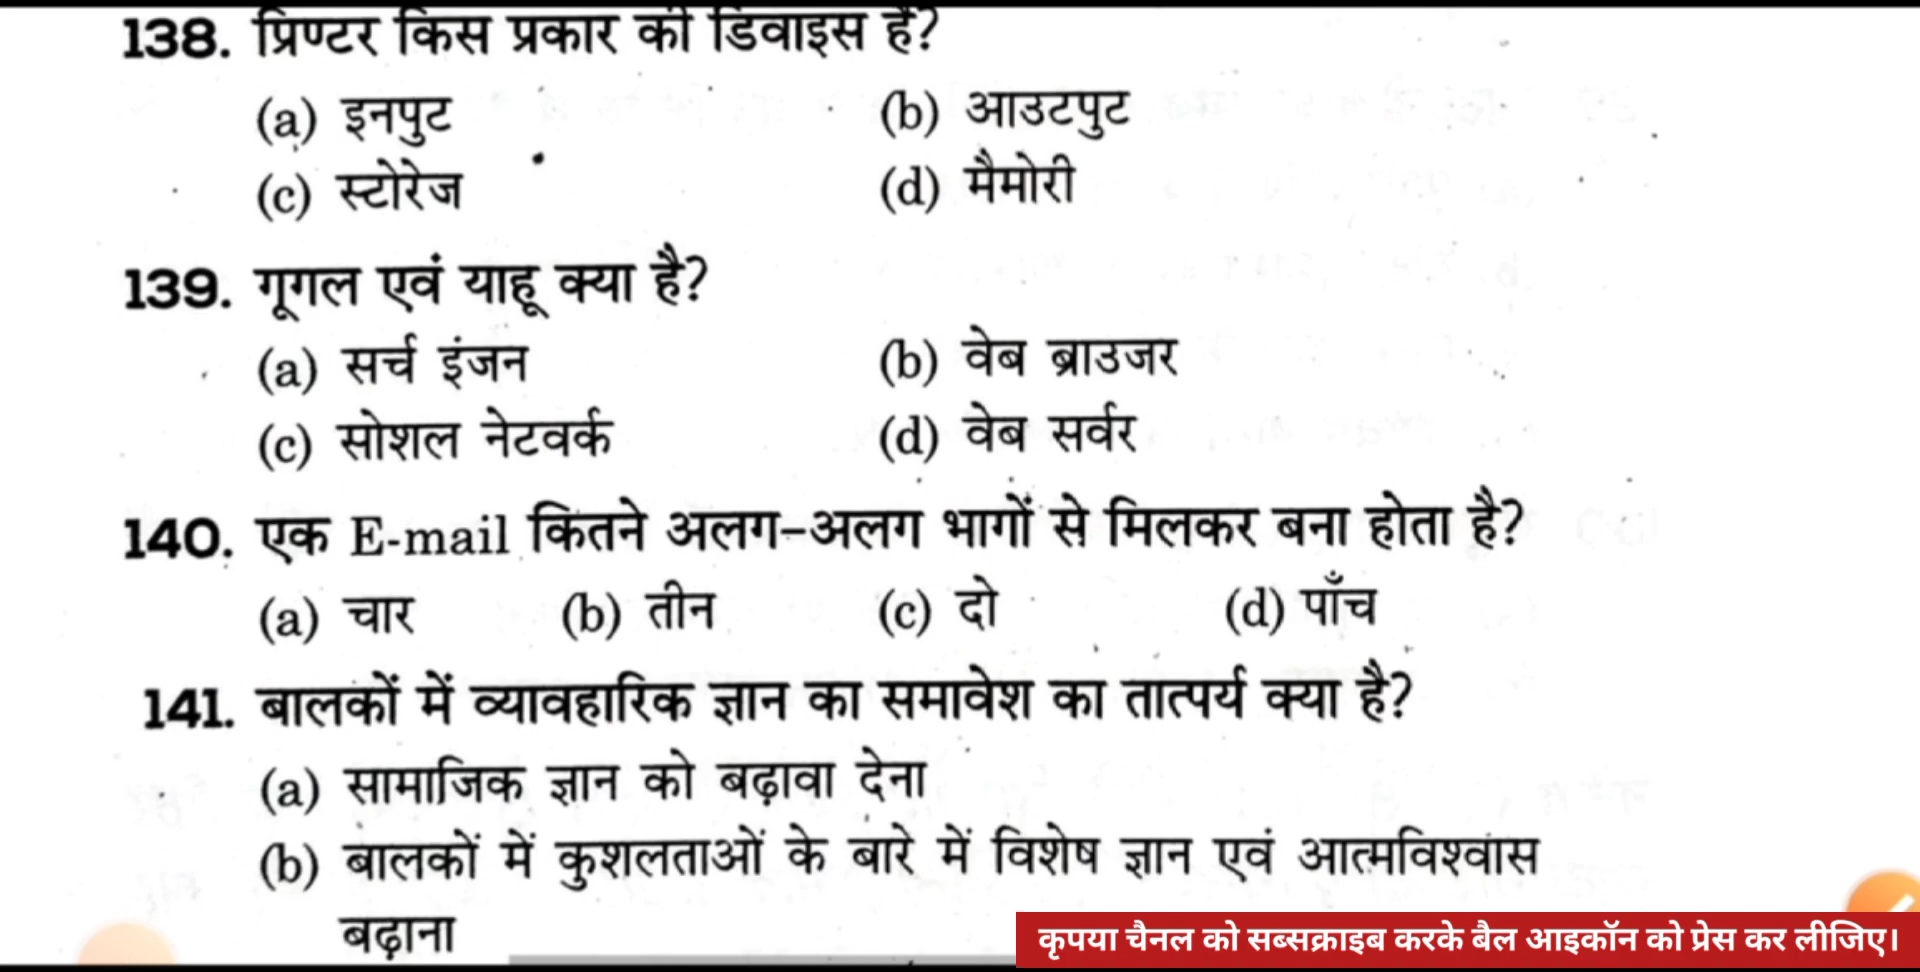 138. प्रिण्टर किस प्रकार की डिवाइस है?
(a) इनपुट (b) आउटपुट
(c) स्टोरेज (d) मैमोरी
139. गूगल एवं याहू क्या है?
(a) सर्च इंजन (b) वेब ब्राउजर
(c) सोशल नेटवर्क (d) वेब सर्वर
140. एक E-mail कितने अलग-अलग भागों से मिलकर बना होता है?
(a) चार (b) तीन (c) दो (d) पाँच
141. बालकों में व्यावहारिक ज्ञान का समावेश का तात्पर्य क्या है?
(a) सामाजिक ज्ञान को बढ़ावा देना
(b) बालकों में कुशलताओं के बारे में विशेष ज्ञान एवं आत्मविश्वास
बढ़ाना
कृपया चैनल को सब्सक्राइब करके बैल आइकॉन को प्रेस कर लीजिए।